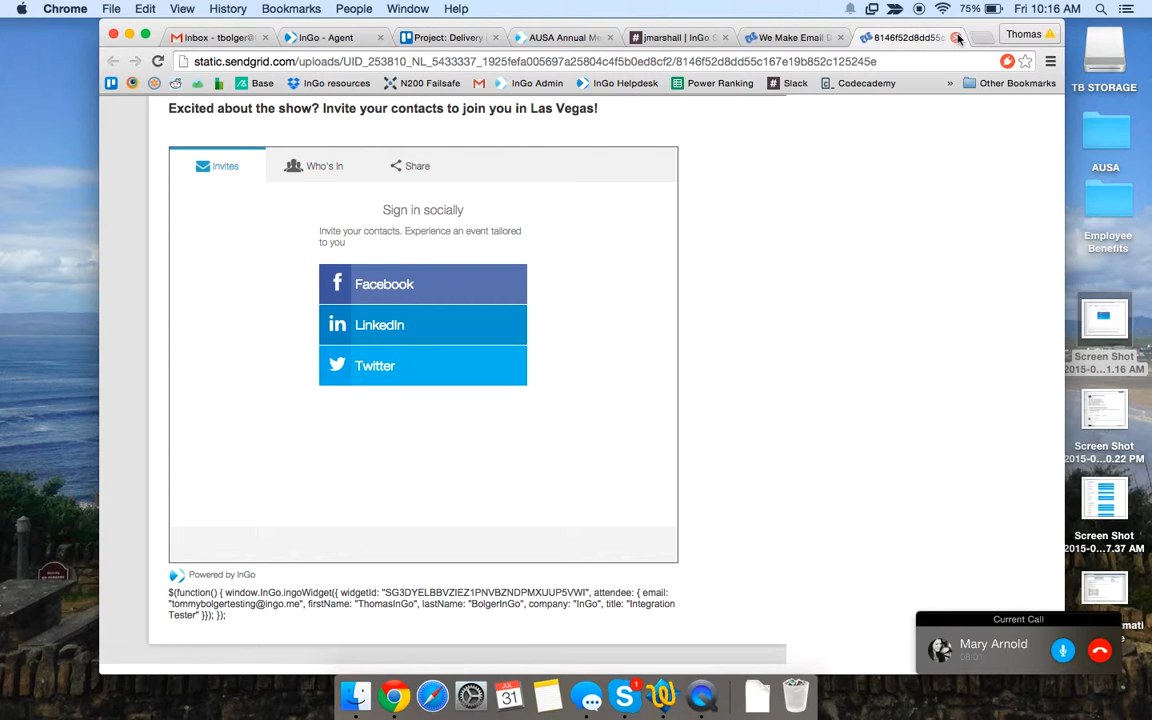 Chrome File Edit View History Bookmarks People Window Help 75% Fri 10:16 AM
Inbox - tbolger@ InGo - Agent Project: Delivery AUSA Annual Me jmarshall | InGo S We Make Email D 8146f52d8dd55c Thomas
static.sendgrid.com/uploads/UID_253810_NL_5433337_1925fefa005697a25804c4f5b0ed8cf2/8146f52d8dd55c167e19b852c125245e
Base InGo resources N200 Failsafe InGo Admin InGo Helpdesk Power Ranking Slack Codecademy » Other Bookmarks
Excited about the show? Invite your contacts to join you in Las Vegas!
Invites Who's In Share
Sign in socially
Invite your contacts. Experience an event tailored
to you
Facebook
LinkedIn
Twitter
Powered by InGo
$(function() { window.InGo.ingoWidget({ widgetId: "SG3DYELBBVZIEZ1PNVBZNDPMXUUP5VWI", attendee: { email:
"tommybolgertesting@ingo.me", firstName: "ThomasInGo", lastName: "BolgerInGo", company: "InGo", title: "Integration
Tester" }}); });
TB STORAGE
AUSA
Employee
Benefits
Screen Shot
2015-0...1.16 AM
Screen Shot
2015-0...0.22 PM
Screen Shot
2015-0...7.37 AM
Current Call
Mary Arnold
JUL
31
1